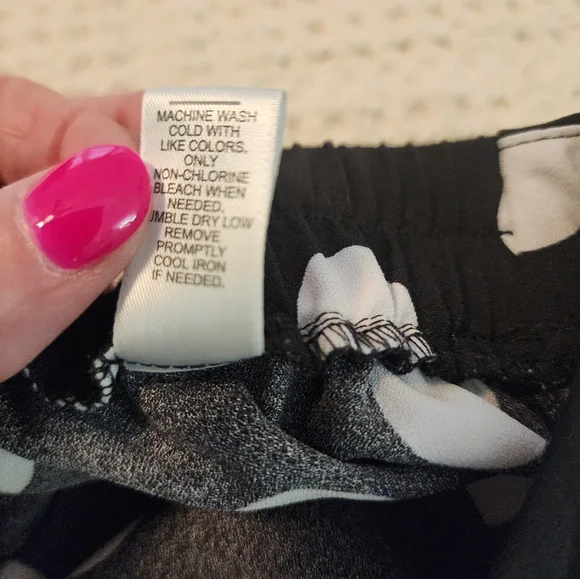 MACHINE WASH
COLD WITH
LIKE COLORS.
ONLY
NON-CHLORINE
BLEACH WHEN
NEEDED.
UMBLE DRY LOW
REMOVE
PROMPTLY
COOL IRON
IF NEEDED.